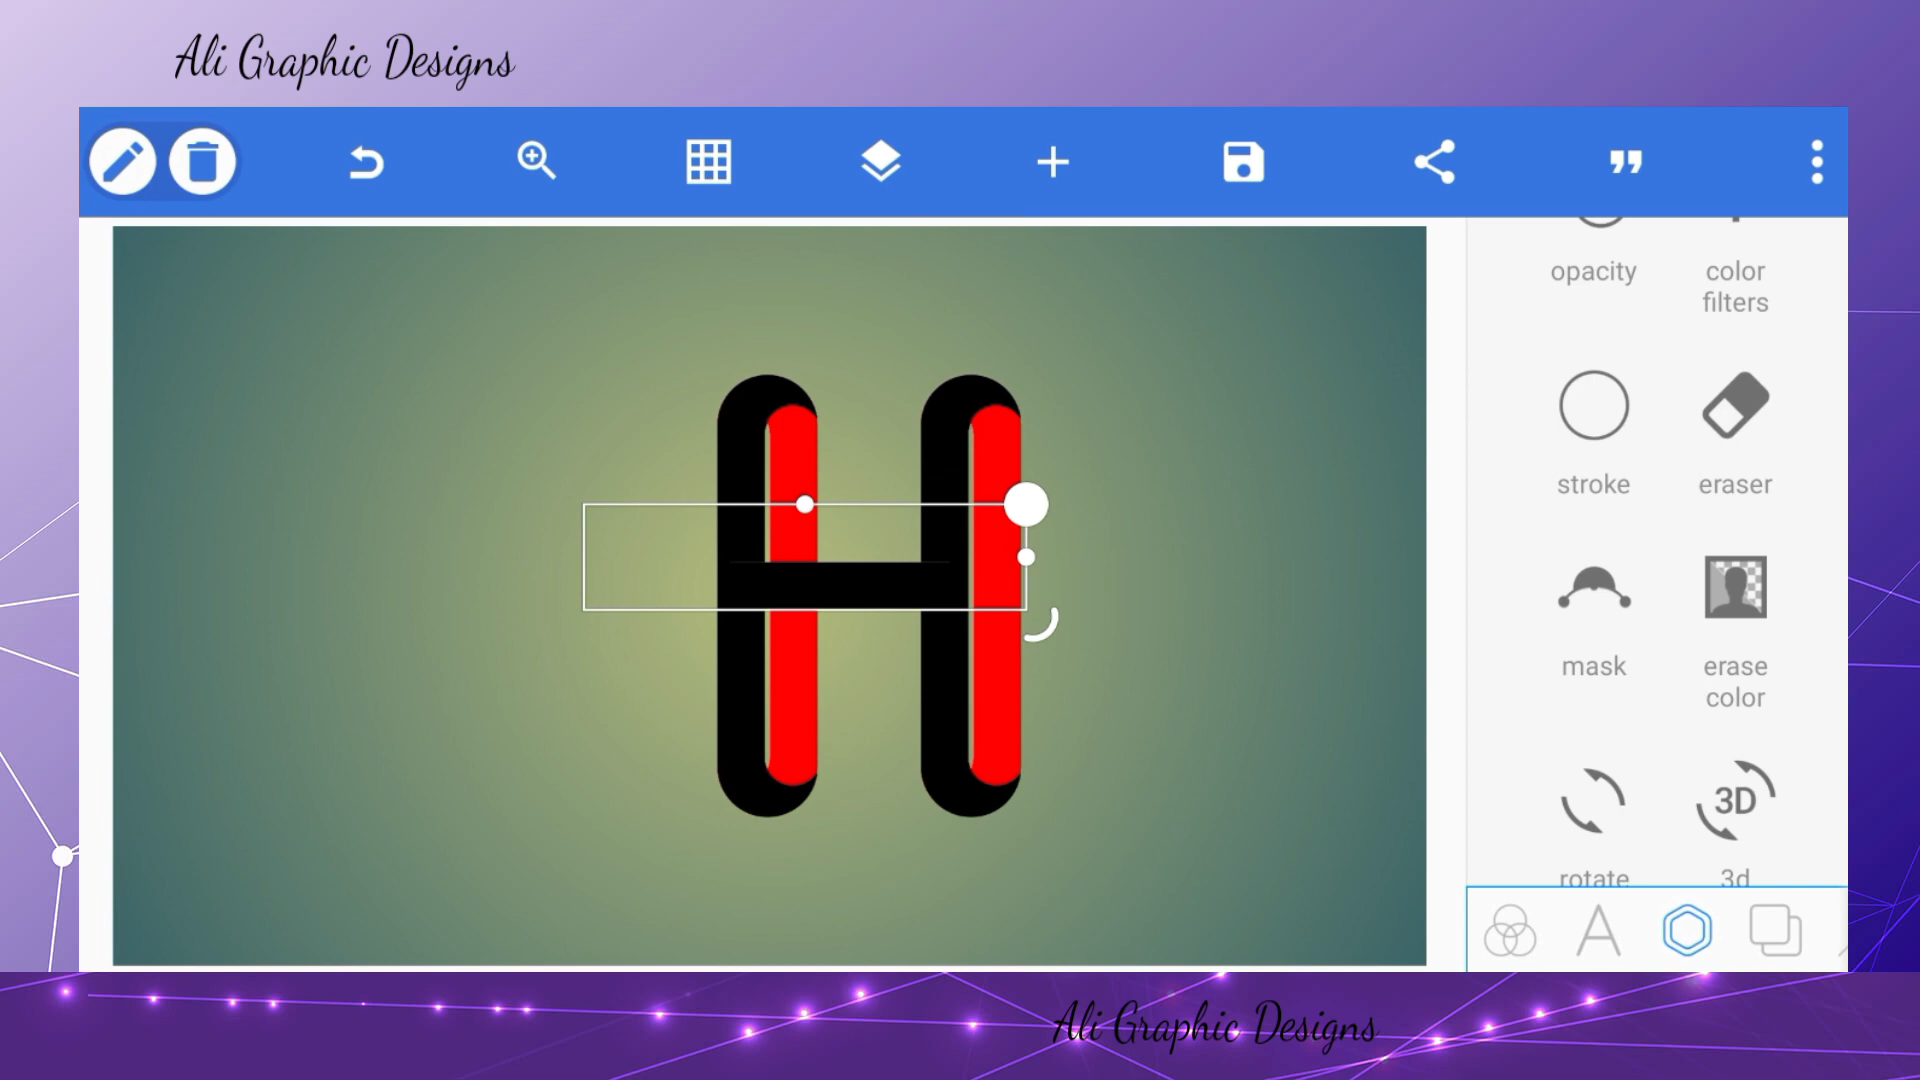 Ali Graphic Designs
opacity
color
filters
stroke
eraser
mask
erase
color
rotate
3D
3d
H
Ali Graphic Designs